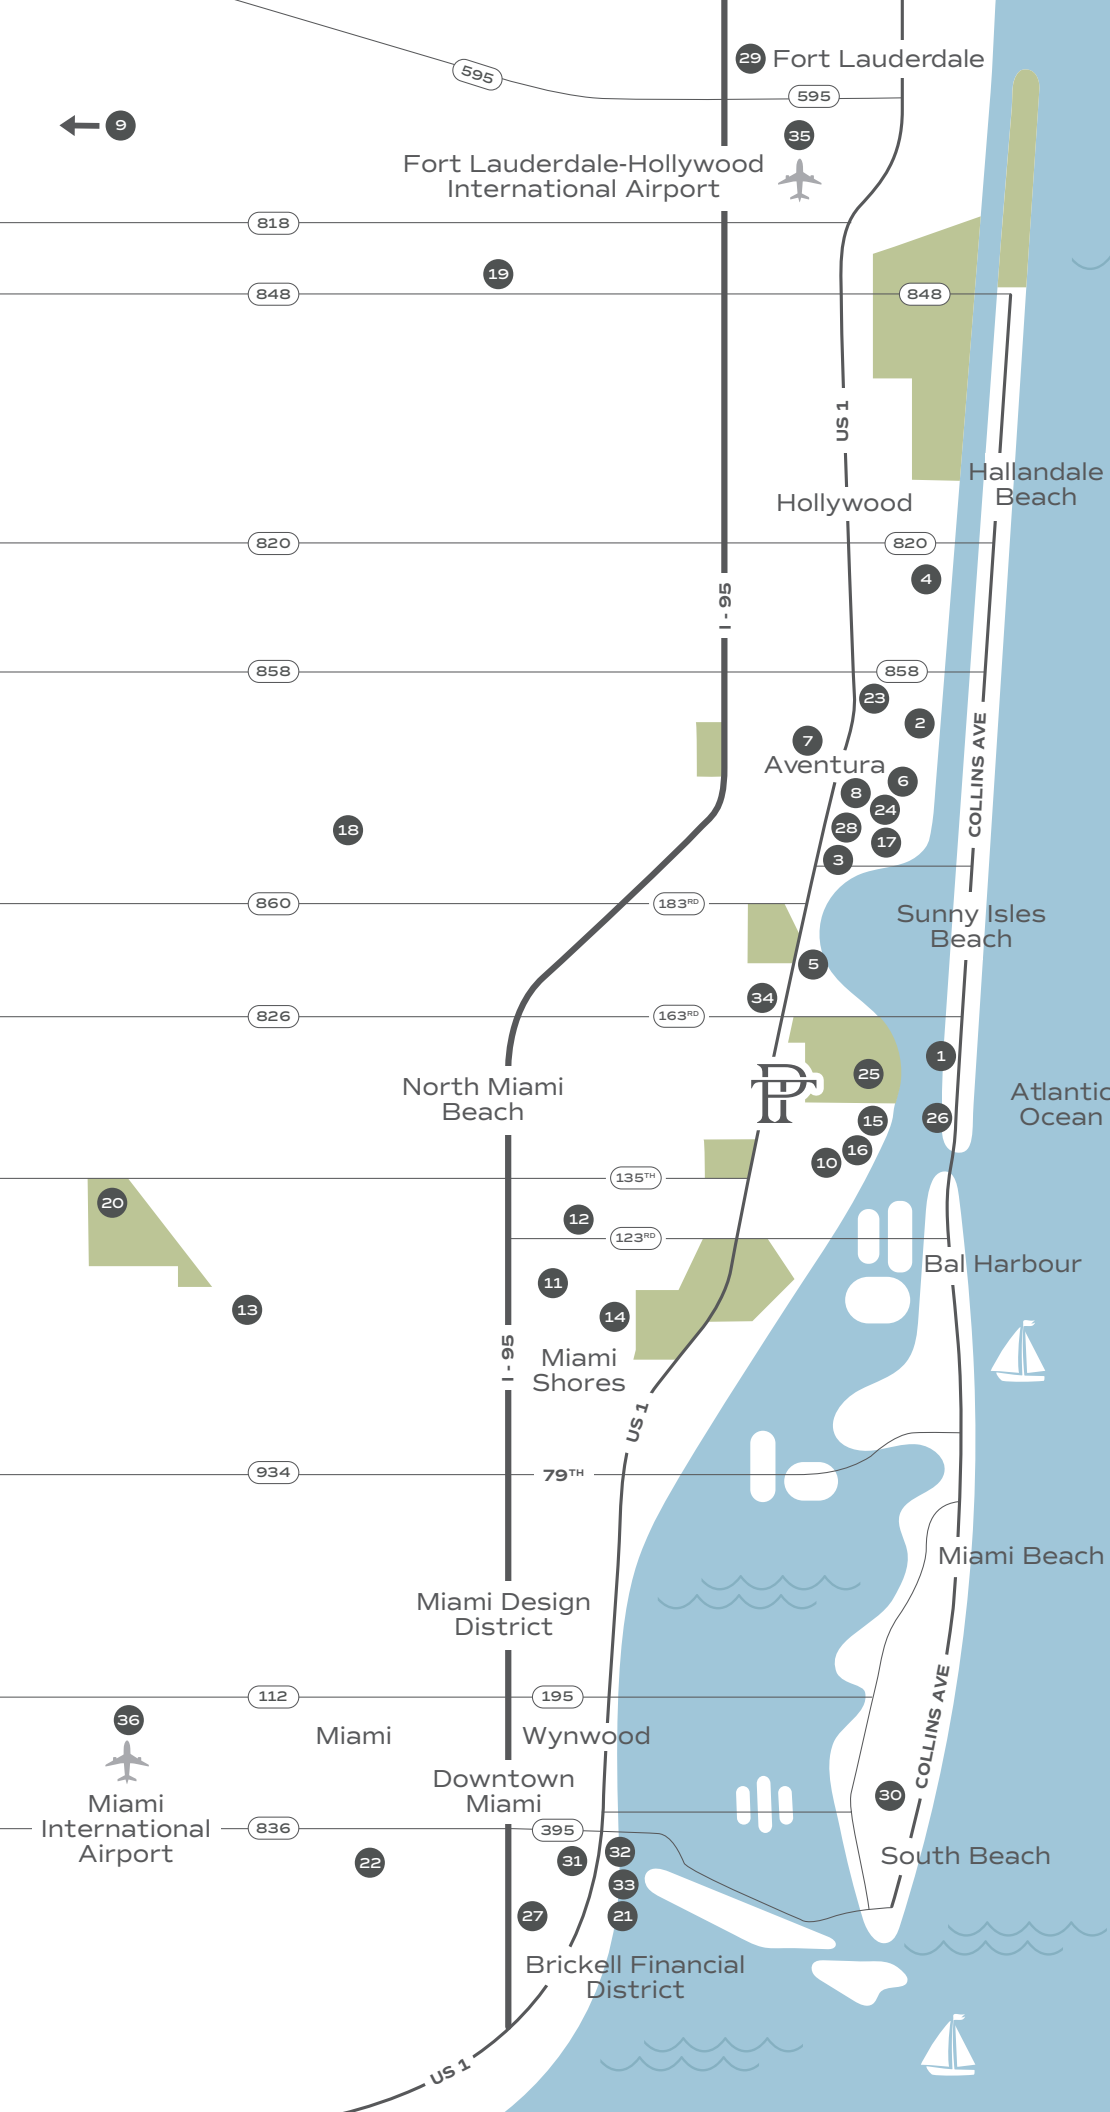 29 Fort Lauderdale
595
595
9
35
Fort Lauderdale-Hollywood
International Airport
818
19
848
848
US 1
Hallandale
Beach
Hollywood
820
820
4
I - 95
858
858
23
2
7
Aventura
COLLINS AVE
6
8
24
28
17
18
3
860
183RD
Sunny Isles
Beach
5
34
826
163RD
1
25
North Miami
Beach
PT
Atlantic
Ocean
15
26
16
10
135TH
20
12
123RD
Bal Harbour
11
13
14
I - 95
Miami
Shores
US 1
934
79TH
Miami Beach
Miami Design
District
112
195
36
Miami
Wynwood
COLLINS AVE
Downtown
Miami
30
Miami
International
Airport
836
395
32
31
22
South Beach
33
27
21
Brickell Financial
District
US 1